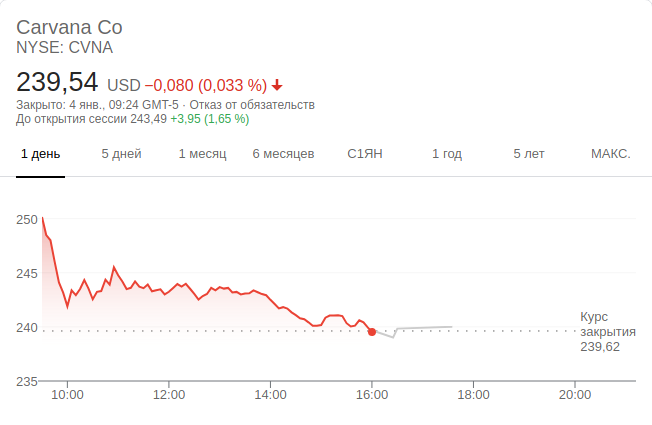 Carvana Co
NYSE: CVNA
239,54 USD −0,080 (0,033 %)
Закрыто: 4 янв., 09:24 GMT-5 · Отказ от обязательств
До открытия сессии 243,49 +3,95 (1,65 %)
1 день 5 дней 1 месяц 6 месяцев С1ЯН 1 год 5 лет МАКС.
250
245
240
Курс
закрытия
239,62
235
10:00 12:00 14:00 16:00 18:00 20:00